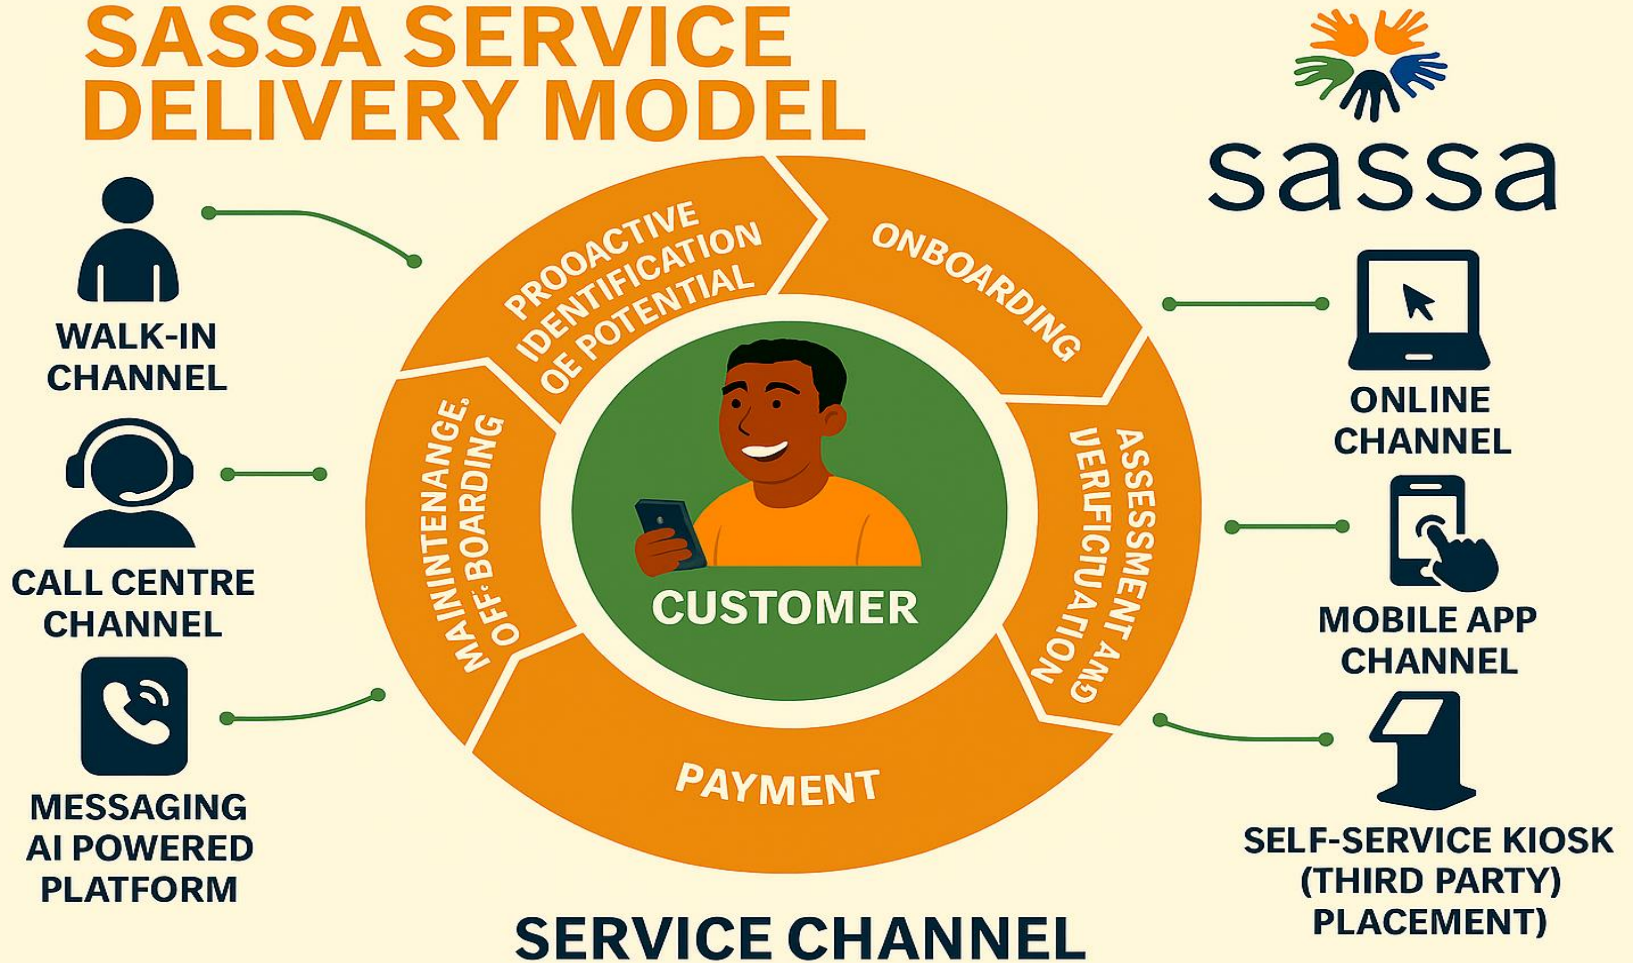 SASSA SERVICE
DELIVERY MODEL
sassa
WALK-IN
CHANNEL
CALL CENTRE
CHANNEL
MESSAGING
AI POWERED
PLATFORM
PROOACTIVE
IDENTIFICATION
OE POTENTIAL
ONBOARDING
ASSESSMENT AMG
VERIFICIUATION
PAYMENT
MAININTENANGE,
OFF: BOARDING
CUSTOMER
ONLINE
CHANNEL
MOBILE APP
CHANNEL
SELF-SERVICE KIOSK
(THIRD PARTY)
PLACEMENT)
SERVICE CHANNEL